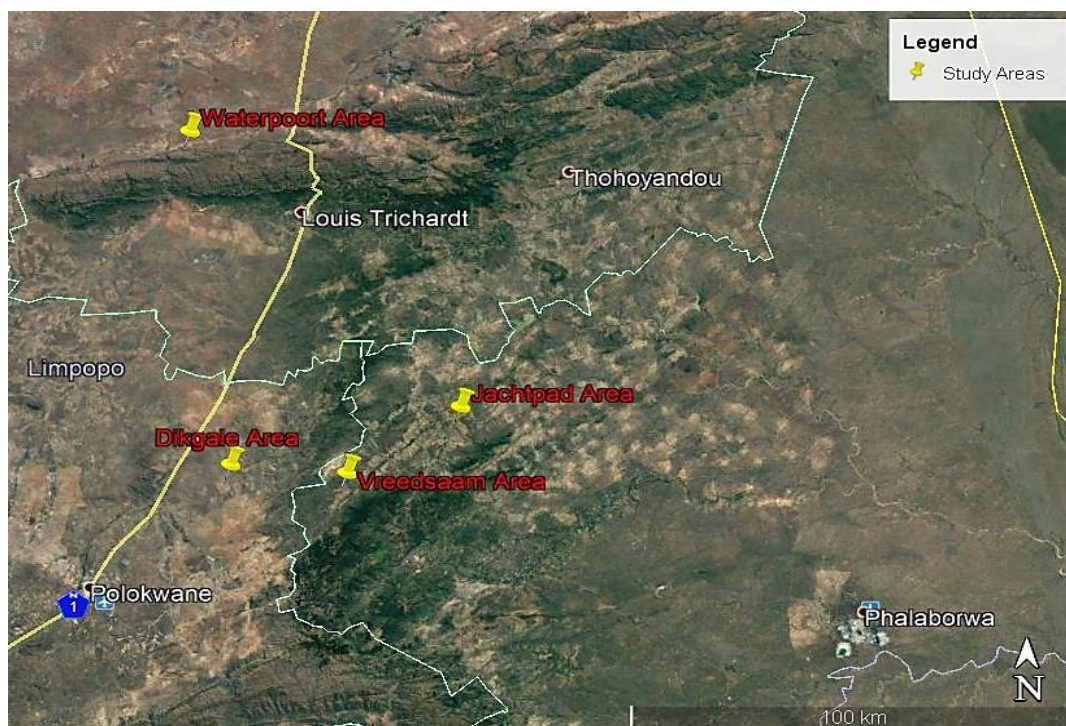 Legend
Study Areas
Waterpoort Area
Thohoyandou
Louis Trichardt
Limpopo
Jachtpad Area
Dikgale Area
Vreedsaam Area
Polokwane
N
1
Phalaborwa
N
100 km